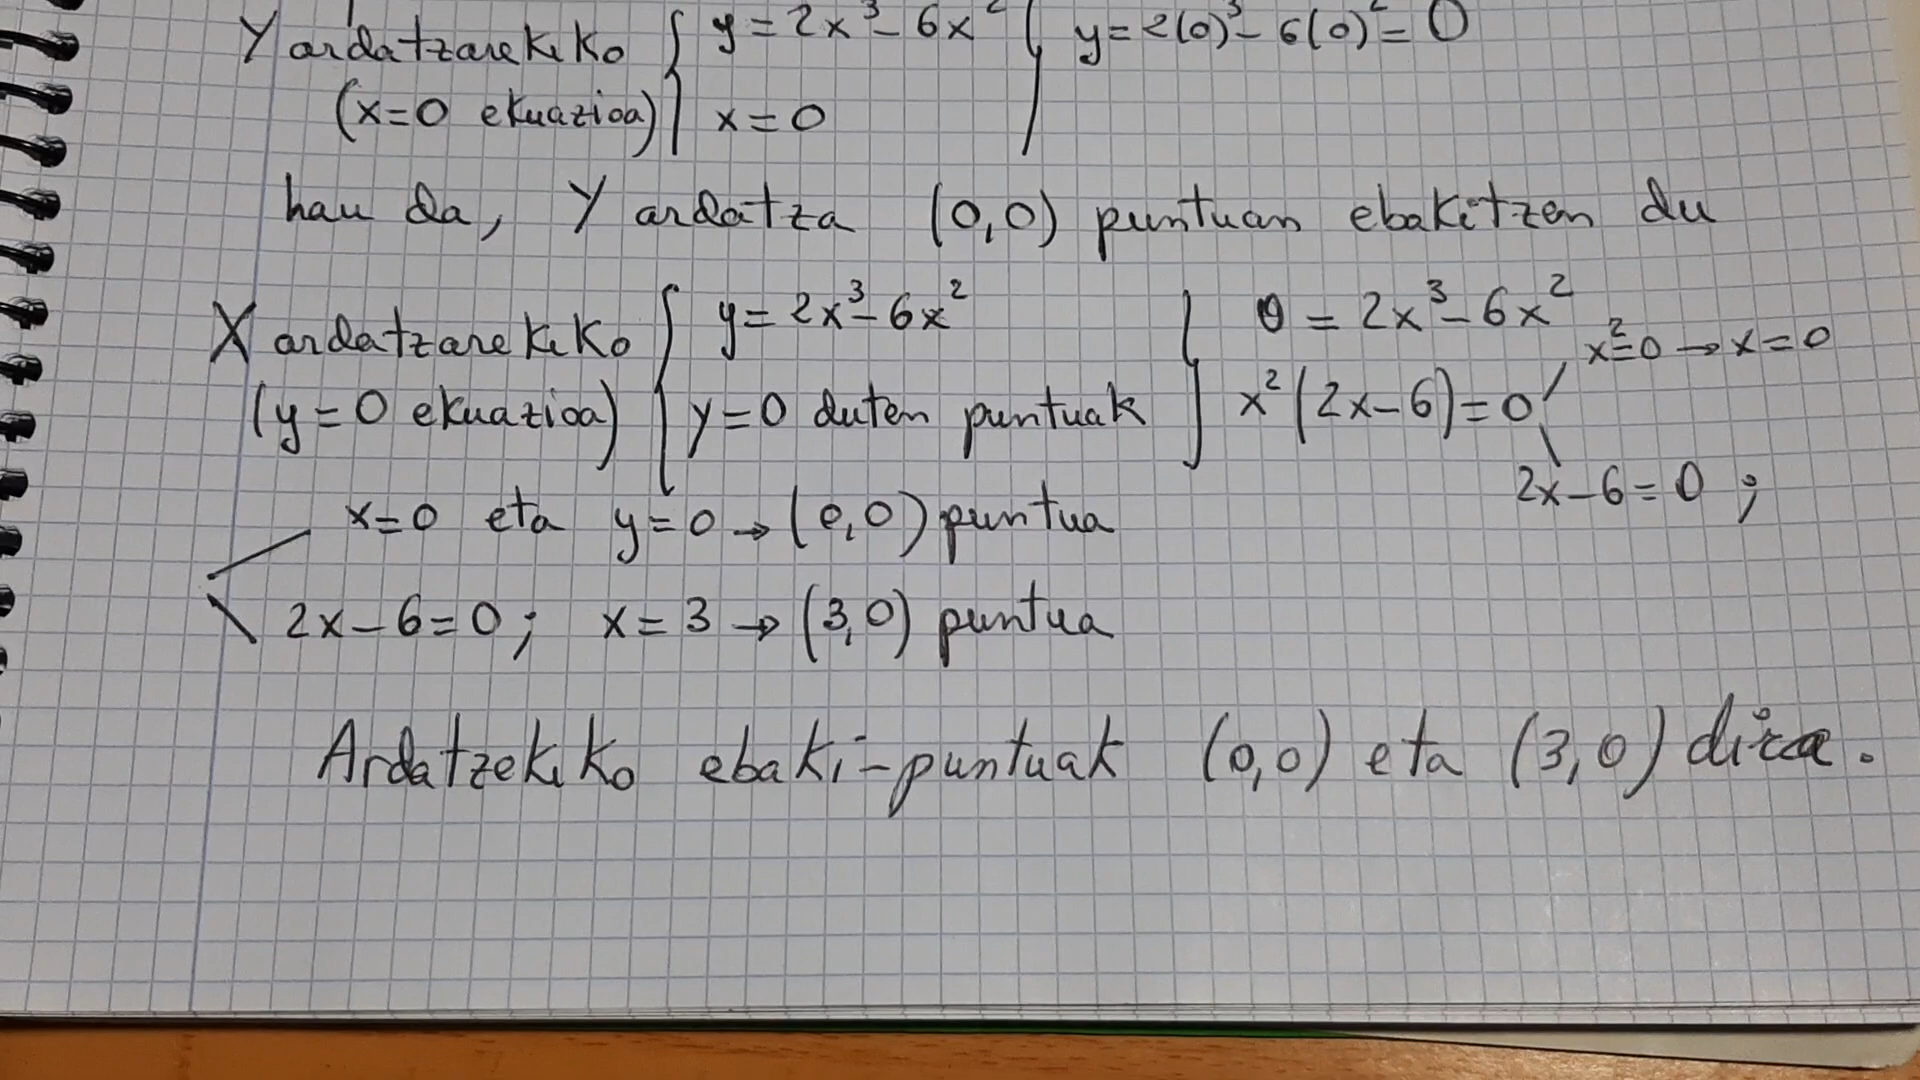 Y ardatzarekiko { y = 2x³ - 6x² } y = 2(0)³ - 6(0)² = 0
(x=0 ekuazioa) x = 0
hau da, Y ardatza (0,0) puntuan ebakitzen du
X ardatzarekiko { y = 2x³ - 6x² } 0 = 2x³ - 6x²
x² = 0 → x = 0
(y = 0 ekuazioa) y = 0 duten puntuak x² (2x - 6) = 0
2x - 6 = 0 ;
x = 0 eta y = 0 → (0,0) puntua
2x - 6 = 0 ; x = 3 → (3,0) puntua
Ardatzekiko ebaki-puntuak (0,0) eta (3,0) dira.